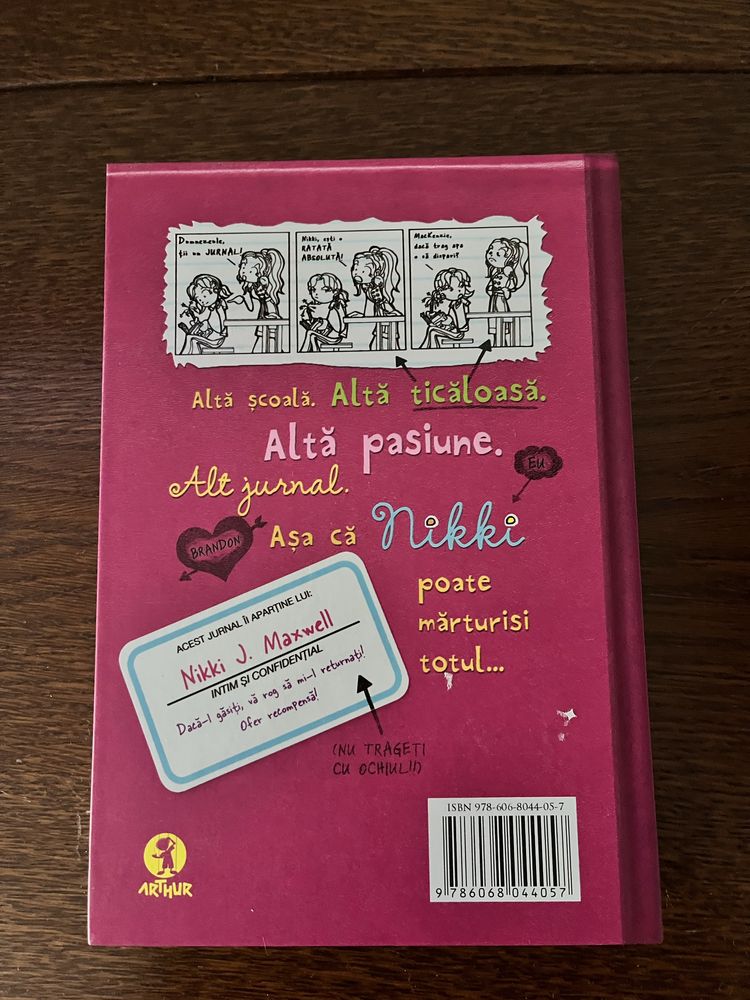 Dumnezeule,
ții un JURNAL!
Nikki, ești o
RATATĂ
ABSOLUTĂ!
MacKenzie,
dacă trag apa
o să dispari?
Altă școală. Altă ticăloasă.
Altă pasiune.
Alt jurnal.
EU
BRANDON
Așa că Nikki
poate
mărturisi
totul...
ACEST JURNAL ÎI APARȚINE LUI:
Nikki J. Maxwell
INTIM ȘI CONFIDENȚIAL
Dacă-l găsiți, vă rog să mi-l returnați!
Ofer recompensă!
(NU TRAGEȚI
CU OCHIUL!!)
ISBN 978-606-8044-05-7
9 786068 044057
ARTHUR